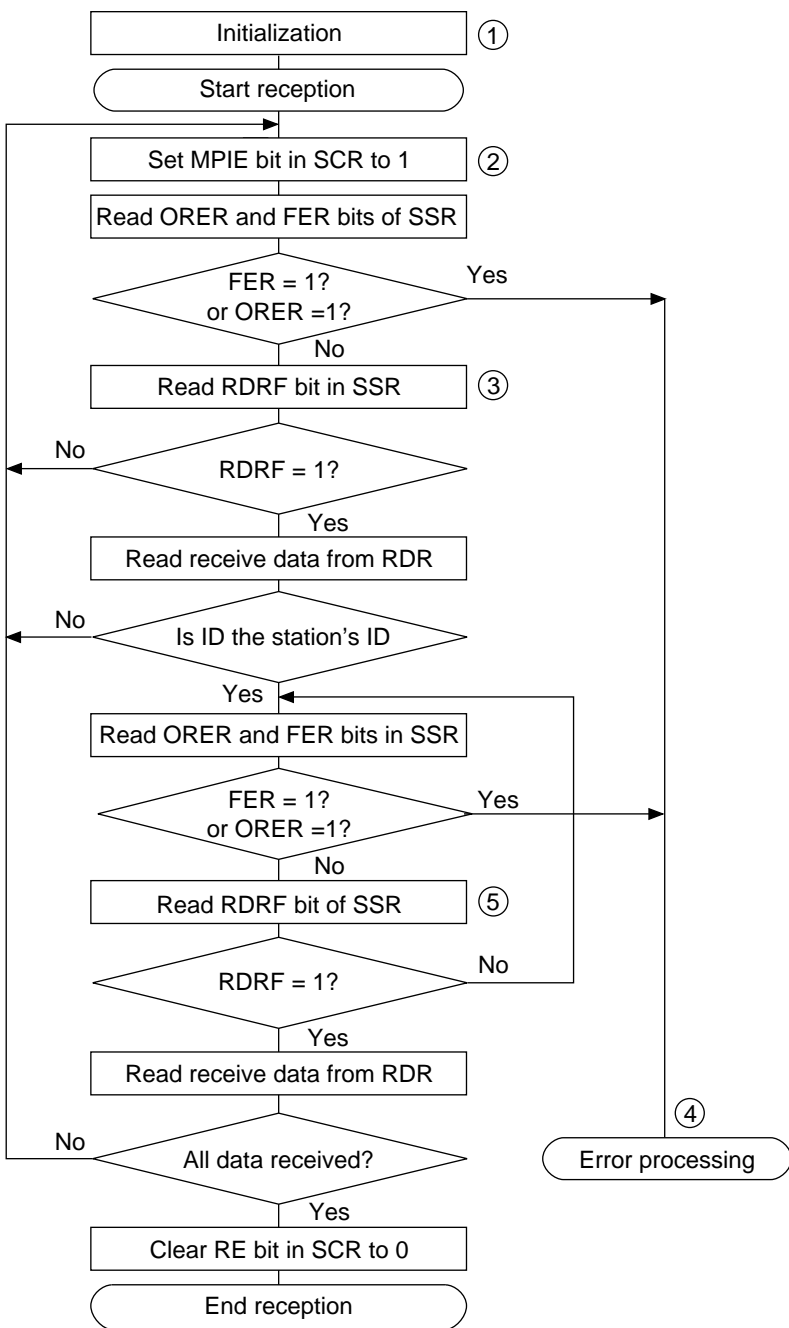 Initialization
1
Start reception
Set MPIE bit in SCR to 1
2
Read ORER and FER bits of SSR
FER = 1?
or ORER =1?
Yes
No
Read RDRF bit in SSR
3
No
RDRF = 1?
Yes
Read receive data from RDR
No
Is ID the station's ID
Yes
Read ORER and FER bits in SSR
FER = 1?
or ORER =1?
Yes
No
Read RDRF bit of SSR
5
RDRF = 1?
No
Yes
Read receive data from RDR
4
No
All data received?
Error processing
Yes
Clear RE bit in SCR to 0
End reception